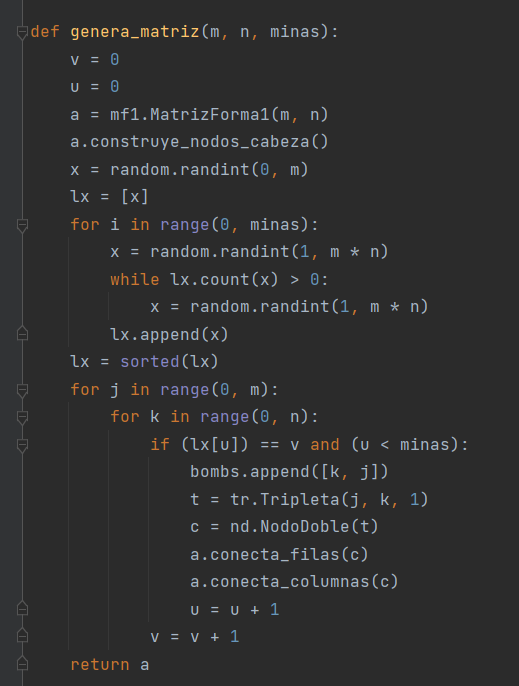 def genera_matriz(m, n, minas):
    v = 0
    u = 0
    a = mf1.MatrizForma1(m, n)
    a.construye_nodos_cabeza()
    x = random.randint(0, m)
    lx = [x]
    for i in range(0, minas):
        x = random.randint(1, m * n)
        while lx.count(x) > 0:
            x = random.randint(1, m * n)
        lx.append(x)
    lx = sorted(lx)
    for j in range(0, m):
        for k in range(0, n):
            if (lx[u]) == v and (u < minas):
                bombs.append([k, j])
                t = tr.Tripleta(j, k, 1)
                c = nd.NodoDoble(t)
                a.conecta_filas(c)
                a.conecta_columnas(c)
                u = u + 1
            v = v + 1
    return a